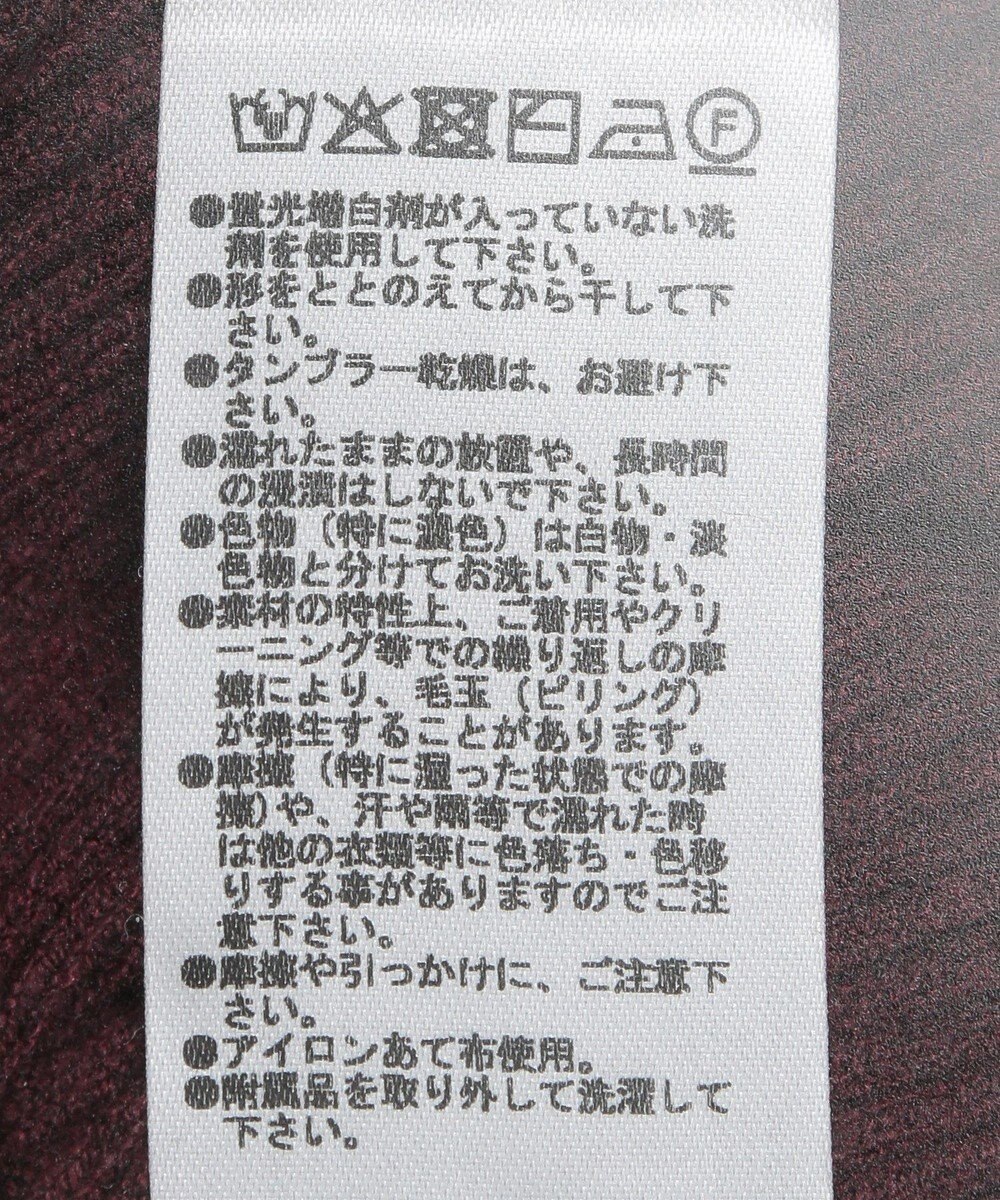 F
●蛍光増白剤が入っていない洗
剤を使用して下さい。
●形をととのえてから干して下
さい。
●タンブラー乾燥は、お避け下
さい。
●濡れたままの放置や、長時間
の浸漬はしないで下さい。
●色物（特に濃色）は白物・淡
色物と分けてお洗い下さい。
●素材の特性上、ご着用やクリ
ーニング等での繰り返しの摩
擦により、毛玉（ピリング）
が発生することがあります。
●摩擦（特に湿った状態での摩
擦）や、汗や雨等で濡れた時
は他の衣類等に色落ち・色移
りする事がありますのでご注
意下さい。
●摩擦や引っかけに、ご注意下
さい。
●アイロンあて布使用。
●附属品を取り外して洗濯して
下さい。